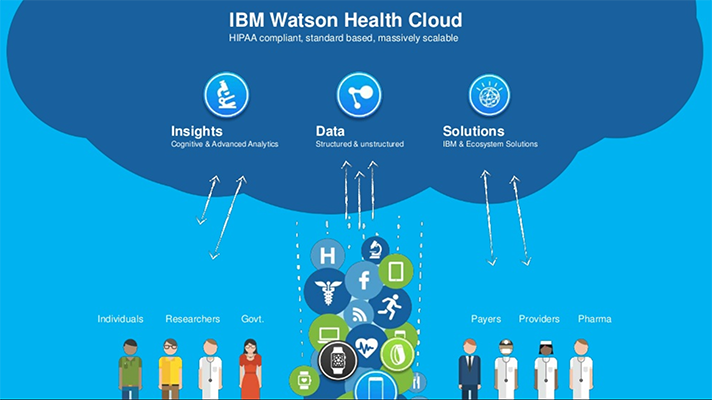 IBM Watson Health Cloud
HIPAA compliant, standard based, massively scalable
Insights
Cognitive & Advanced Analytics
Data
Structured & unstructured
Solutions
IBM & Ecosystem Solutions
H
f
Individuals
Researchers
Govt.
Payers
Providers
Pharma